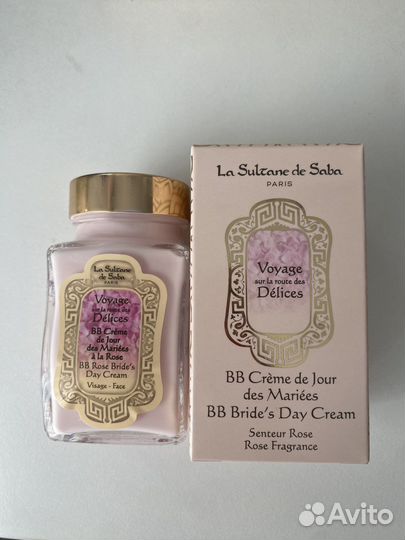 La Sultane
de Saba
PARIS
Voyage
sur la route des
Délices
BB Crème
de Jour
des Mariées
à la Rose
BB Rose Bride's
Day Cream
Visage - Face
La Sultane de Saba
PARIS
Voyage
sur la route des
Délices
BB Crème de Jour
des Mariées
BB Bride's Day Cream
Senteur Rose
Rose Fragrance
Avito